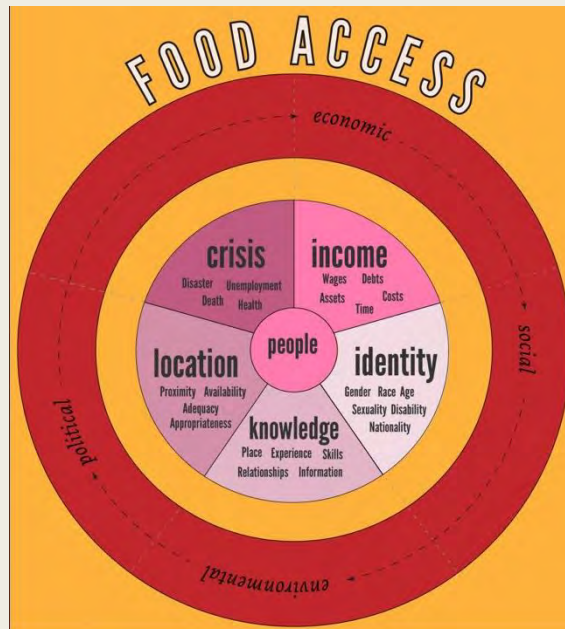 FOOD ACCESS
economic
social
environmental
political
crisis
Disaster Unemployment
Death Health
income
Wages Debts
Assets Costs
Time
identity
Gender Race Age
Sexuality Disability
Nationality
knowledge
Place Experience Skills
Relationships Information
location
Proximity Availability
Adequacy
Appropriateness
people